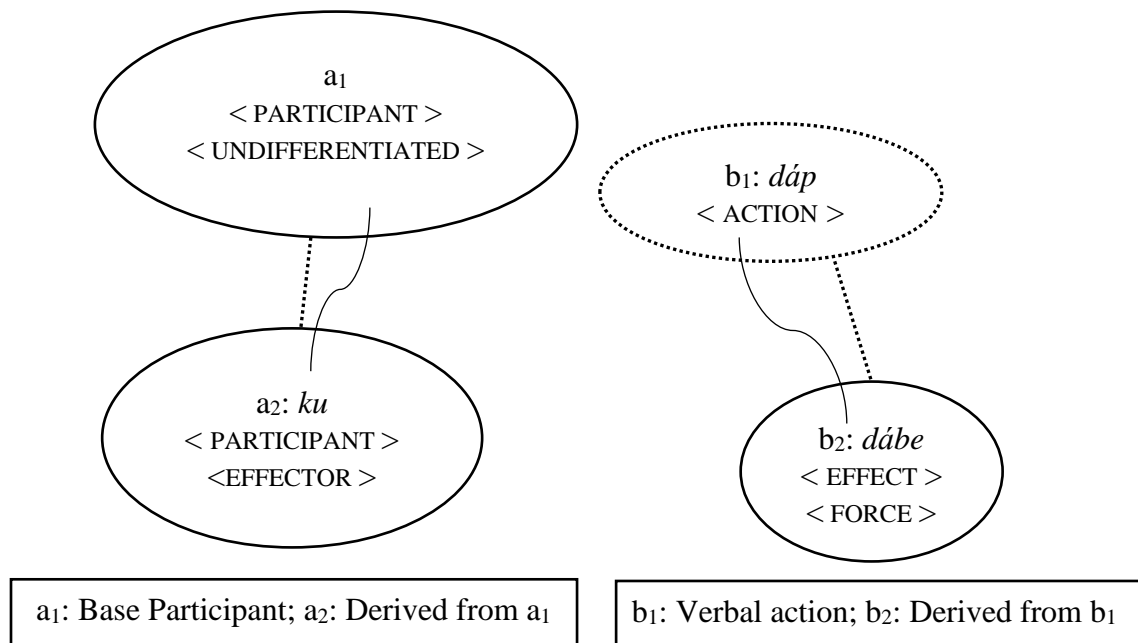 a₁
< PARTICIPANT >
< UNDIFFERENTIATED >
a₂: ku
< PARTICIPANT >
<EFFECTOR >
b₁: dáp
< ACTION >
b₂: dábe
< EFFECT >
< FORCE >
a₁: Base Participant; a₂: Derived from a₁
b₁: Verbal action; b₂: Derived from b₁